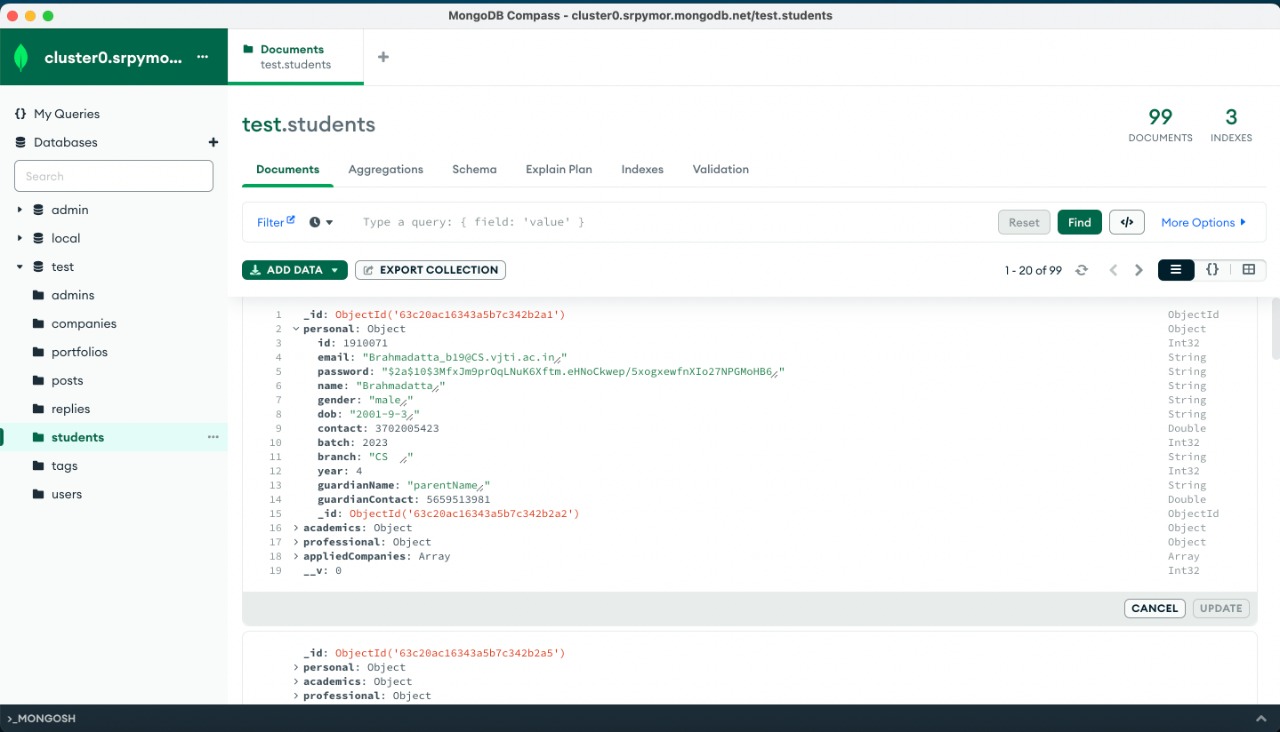 MongoDB Compass - cluster0.srpymor.mongodb.net/test.students
cluster0.srpymo... ...
Documents
test.students
+
{} My Queries
Databases +
Search
admin
local
test
admins
companies
portfolios
posts
replies
students ...
tags
users
test.students
99
DOCUMENTS
3
INDEXES
Documents Aggregations Schema Explain Plan Indexes Validation
Filter Type a query: { field: 'value' } Reset Find </> More Options
ADD DATA EXPORT COLLECTION 1 - 20 of 99 {}
1 _id: ObjectId('63c20ac16343a5b7c342b2a1') ObjectId
2 personal: Object Object
3 id: 1910071 Int32
4 email: "Brahmadatta_b19@CS.vjti.ac.in" String
5 password: "$2a$10$3MfxJm9prOqLNuK6Xftm.eHNoCkwep/5xogxewfnXIo27NPGMoHB6" String
6 name: "Brahmadatta" String
7 gender: "male" String
8 dob: "2001-9-3" String
9 contact: 3702005423 Double
10 batch: 2023 Int32
11 branch: "CS " String
12 year: 4 Int32
13 guardianName: "parentName" String
14 guardianContact: 5659513981 Double
15 _id: ObjectId('63c20ac16343a5b7c342b2a2') ObjectId
16 academics: Object Object
17 professional: Object Object
18 appliedCompanies: Array Array
19 __v: 0 Int32
CANCEL UPDATE
_id: ObjectId('63c20ac16343a5b7c342b2a5')
personal: Object
academics: Object
professional: Object
>_MONGOSH